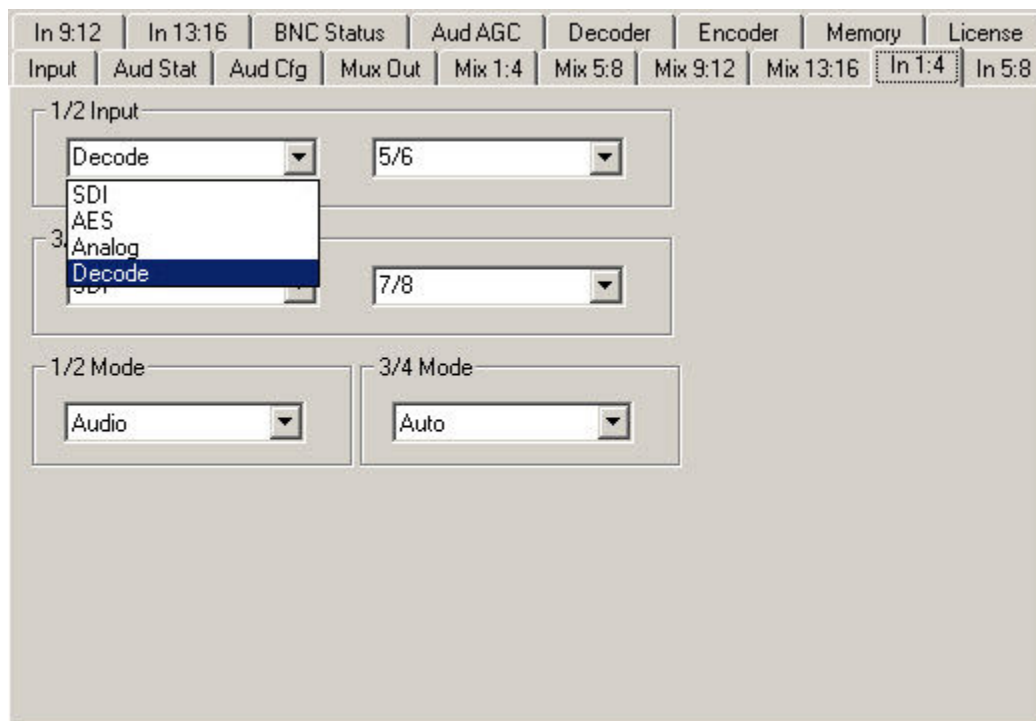 In 9:12 In 13:16 BNC Status Aud AGC Decoder Encoder Memory License
Input Aud Stat Aud Cfg Mux Out Mix 1:4 Mix 5:8 Mix 9:12 Mix 13:16 In 1:4 In 5:8
1/2 Input
Decode 5/6
SDI
AES
Analog
Decode
3/
SDI 7/8
1/2 Mode 3/4 Mode
Audio Auto